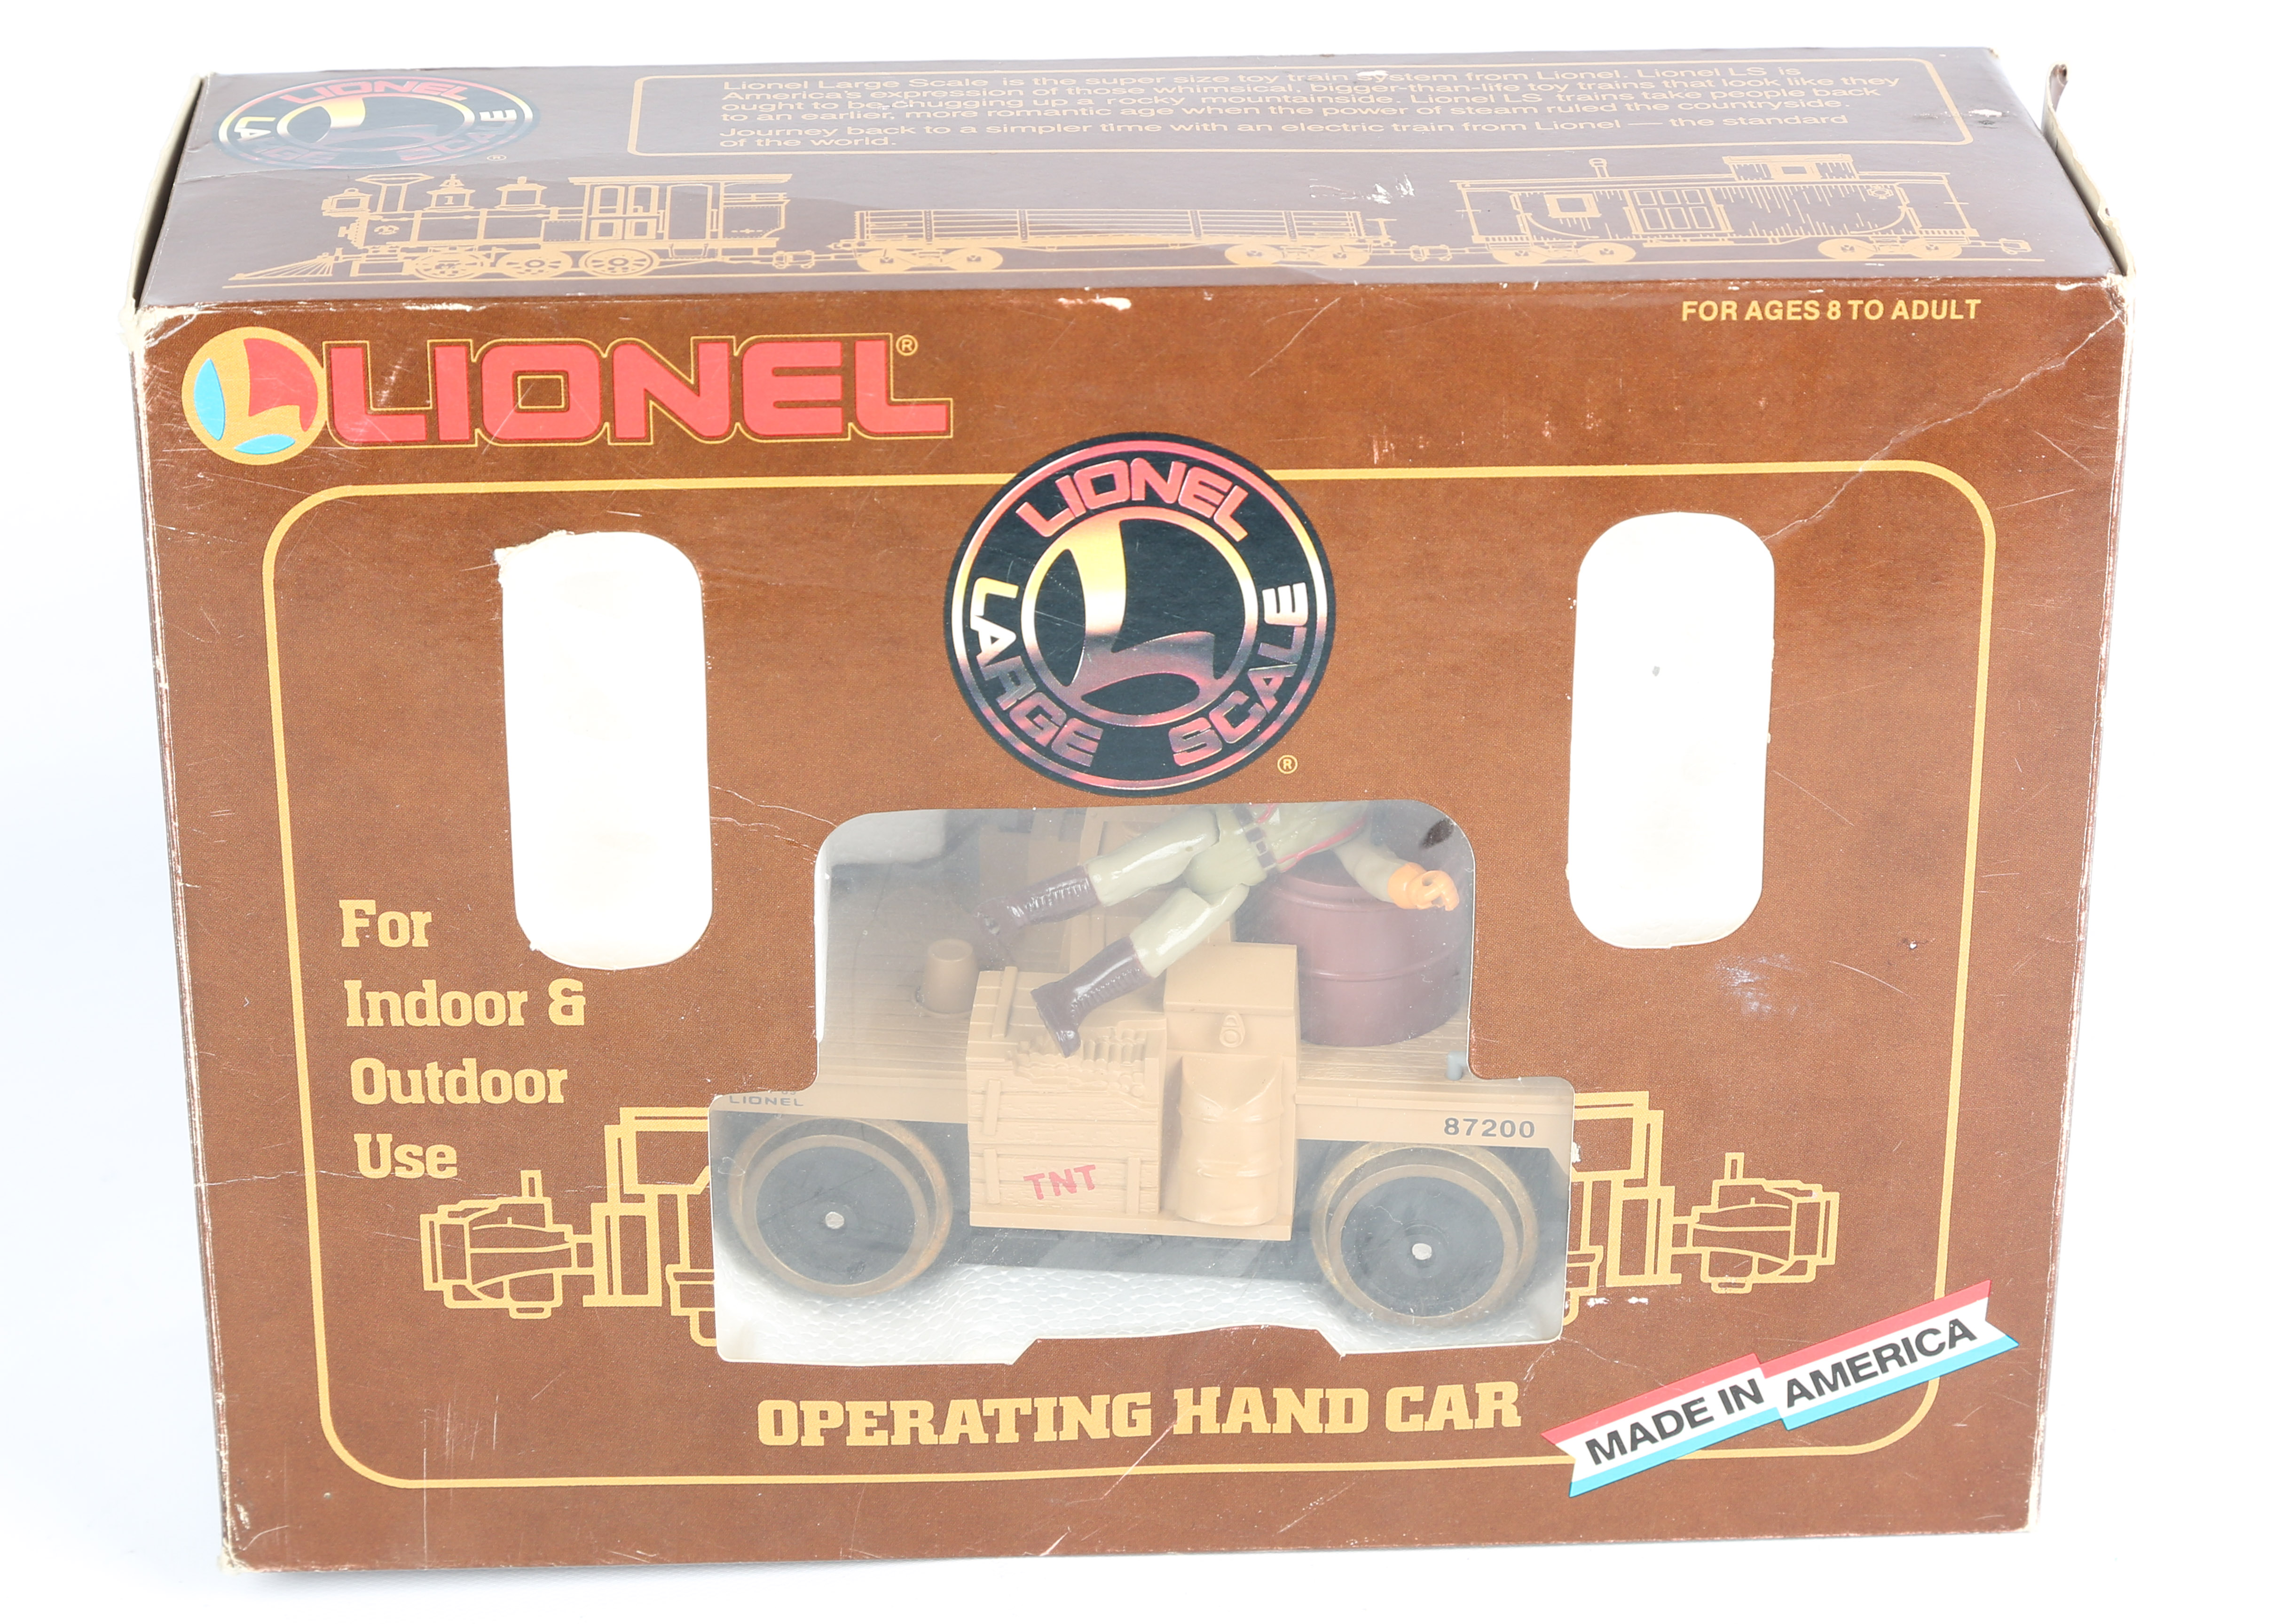 LIONEL
LARGE SCALE ®
Lionel Large Scale is the super size toy train system from Lionel. Lionel LS is
America's expression of those whimsical, bigger-than-life toy trains that look like they
ought to be chugging up a rocky mountainside. Lionel LS trains take people back
to an earlier, more romantic age when the power of steam ruled the countryside.
Journey back to a simpler time with an electric train from Lionel — the standard
of the world.
FOR AGES 8 TO ADULT
L LIONEL®
LIONEL
L
LARGE SCALE
®
For
Indoor &
Outdoor
Use
LIONEL
87200
TNT
OPERATING HAND CAR
MADE IN AMERICA